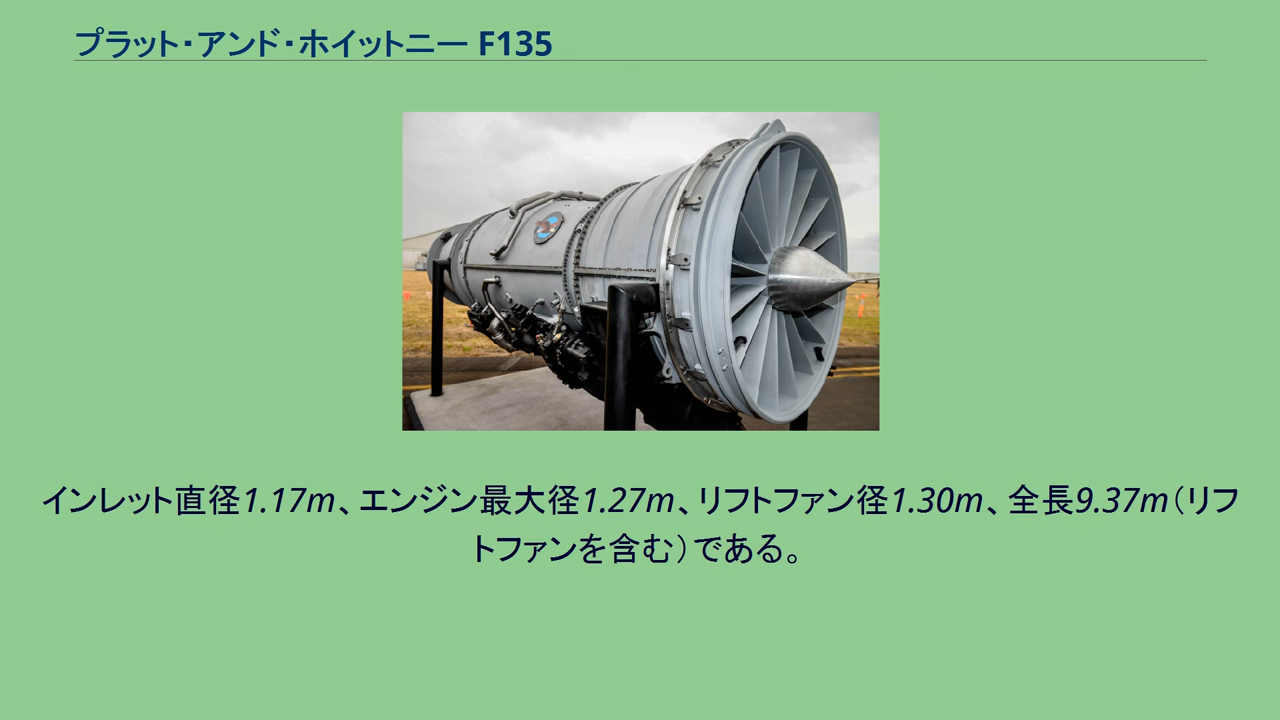 プラット・アンド・ホイットニー F135
インレット直径1.17m、エンジン最大径1.27m、リフトファン径1.30m、全長9.37m（リフ
トファンを含む）である。